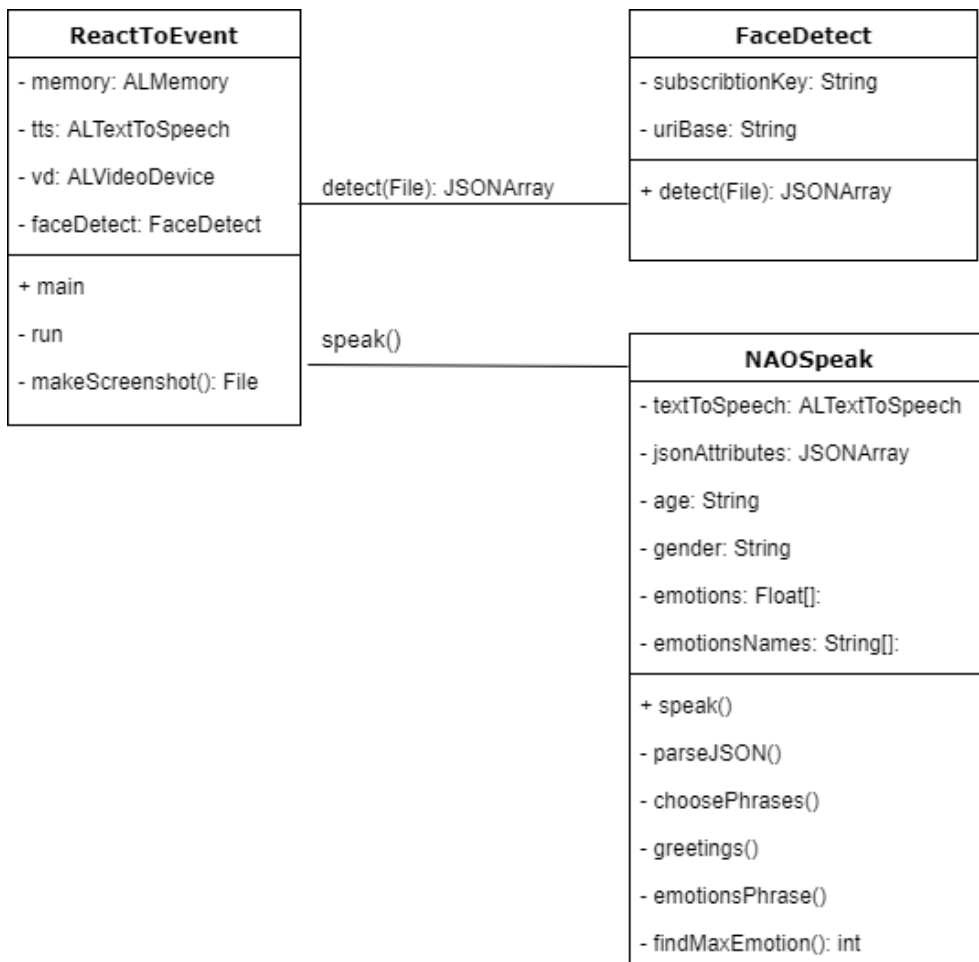 ReactToEvent
- memory: ALMemory
- tts: ALTextToSpeech
- vd: ALVideoDevice
- faceDetect: FaceDetect
+ main
- run
- makeScreenshot(): File
detect(File): JSONArray
speak()
FaceDetect
- subscribtionKey: String
- uriBase: String
+ detect(File): JSONArray
NAOSpeak
- textToSpeech: ALTextToSpeech
- jsonAttributes: JSONArray
- age: String
- gender: String
- emotions: Float[]:
- emotionsNames: String[]:
+ speak()
- parseJSON()
- choosePhrases()
- greetings()
- emotionsPhrase()
- findMaxEmotion(): int